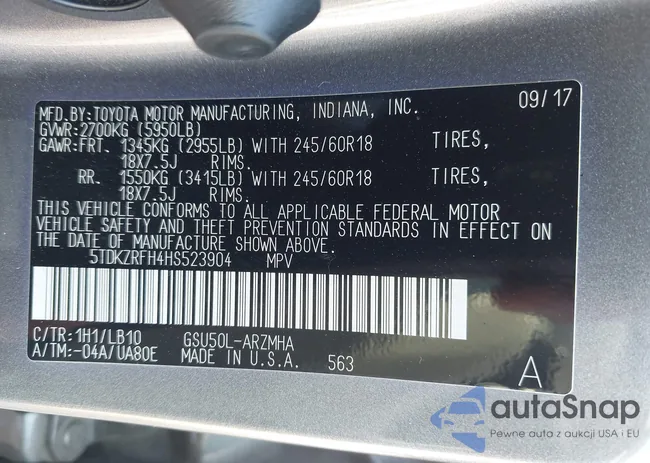 MFD.BY:TOYOTA MOTOR MANUFACTURING, INDIANA, INC. 09/17
GVWR:2700KG (5950LB)
GAWR:FRT. 1345KG (2955LB) WITH 245/60R18 TIRES,
18X7.5J RIMS.
RR. 1550KG (3415LB) WITH 245/60R18 TIRES,
18X7.5J RIMS.
THIS VEHICLE CONFORMS TO ALL APPLICABLE FEDERAL MOTOR
VEHICLE SAFETY AND THEFT PREVENTION STANDARDS IN EFFECT ON
THE DATE OF MANUFACTURE SHOWN ABOVE.
5TDKZRFH4HS523904 MPV
C/TR:1H1/LB10 GSU50L-ARZMHA
A/TM:-04A/UA80E MADE IN U.S.A. 563 A
autaSnap
Pewne auta z aukcji USA i EU